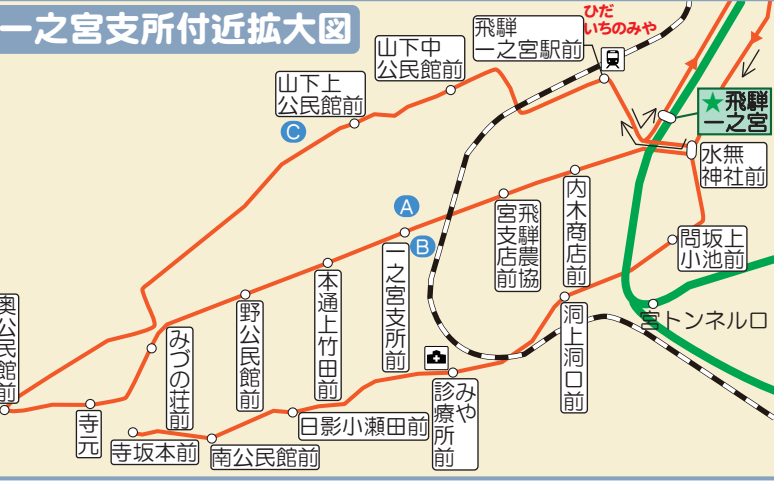 一之宮支所付近拡大図
ひだ
いちのみや
飛騨
一之宮駅前
山下中
公民館前
山下上
公民館前
C
★飛騨
一之宮
水無
神社前
A
B
内木商店前
飛騨農協
宮支店前
問坂上
小池前
一之宮支所前
本通上竹田前
野公民館前
みづの荘前
奥公民館前
洞上洞口前
宮トンネル口
みや
診療所前
日影小瀬田前
寺元
寺坂本前
南公民館前